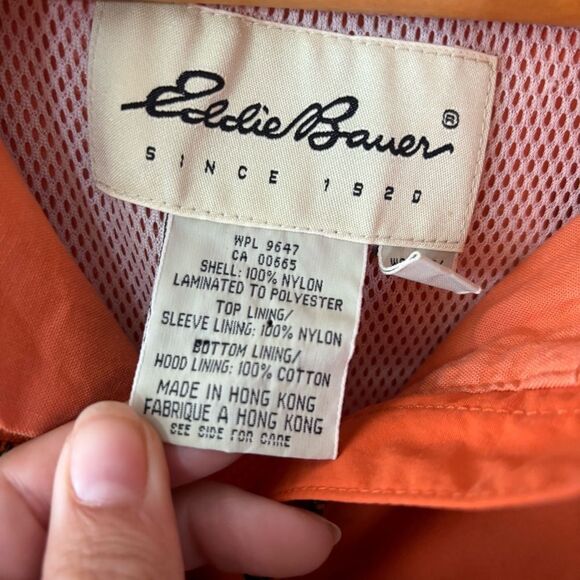 Eddie Bauer®
SINCE 1920
WPL 9647
CA 00665
SHELL: 100% NYLON
LAMINATED TO POLYESTER
TOP LINING/
SLEEVE LINING: 100% NYLON
BOTTOM LINING/
HOOD LINING: 100% COTTON
MADE IN HONG KONG
FABRIQUE A HONG KONG
SEE SIDE FOR CARE